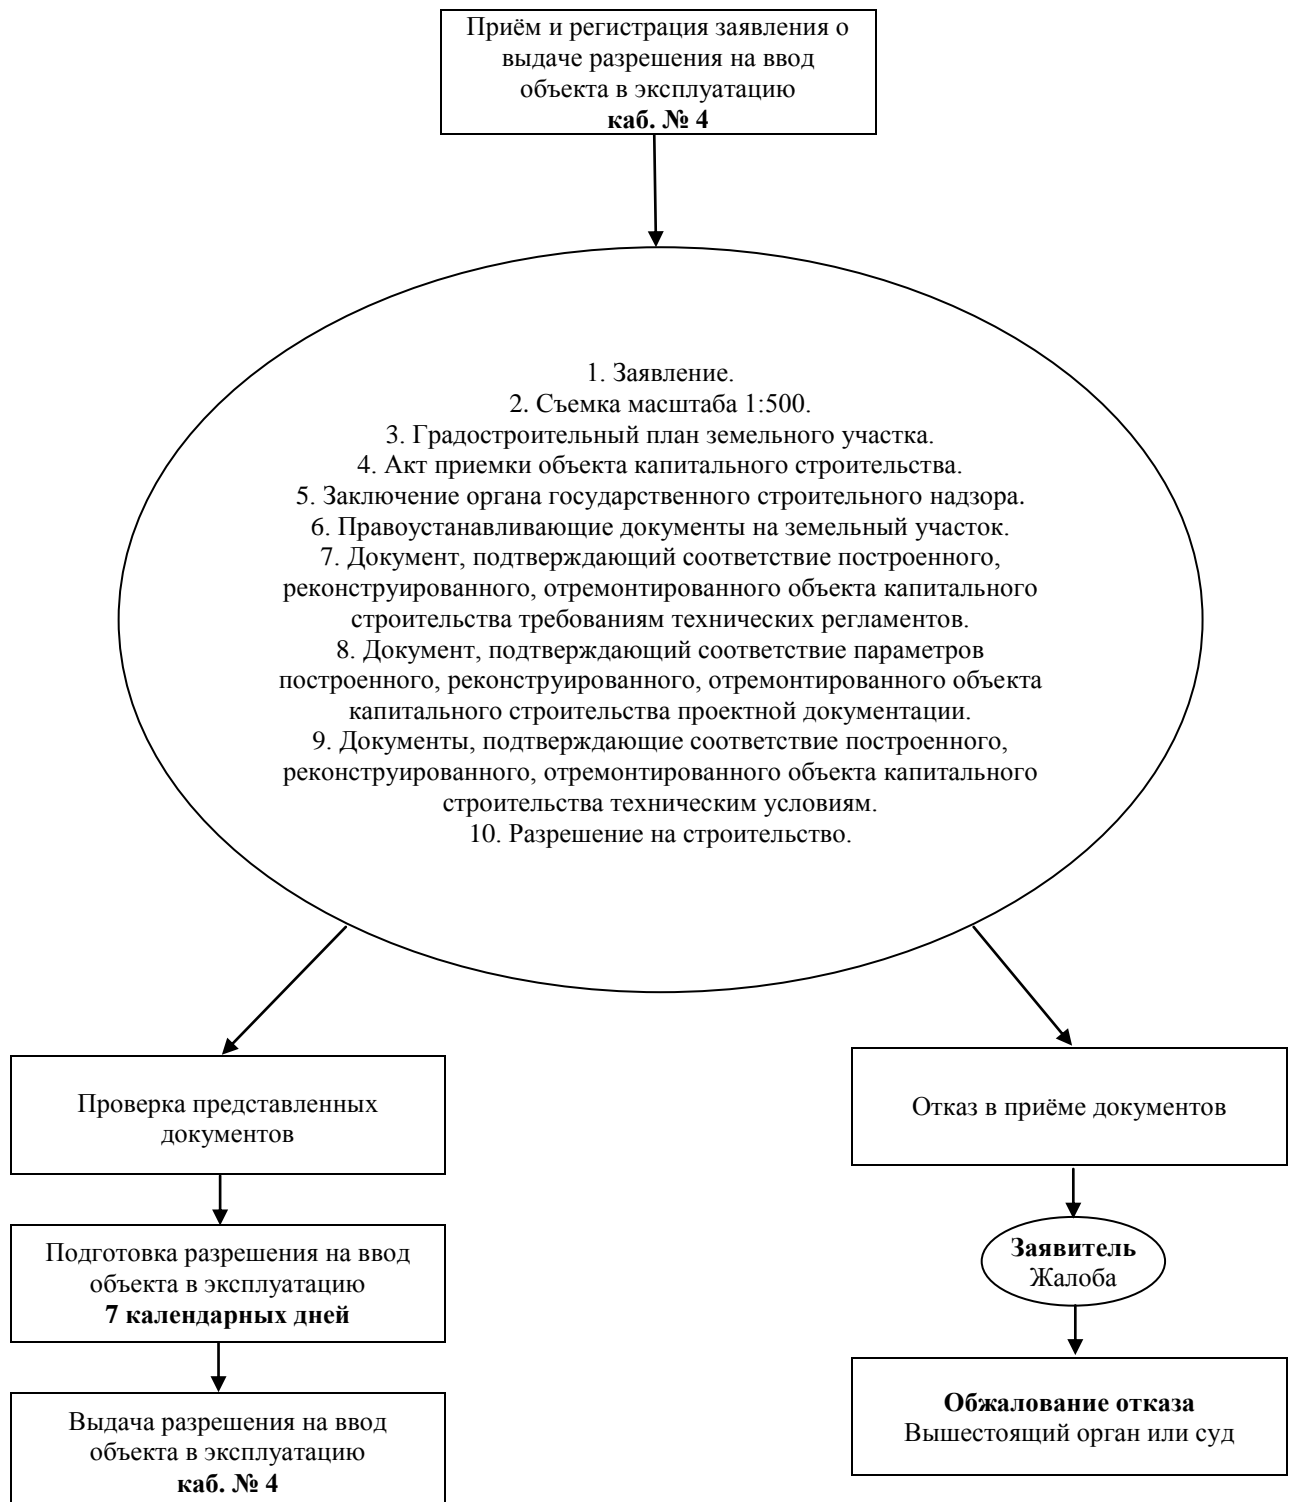 Приём и регистрация заявления о
выдаче разрешения на ввод
объекта в эксплуатацию
каб. № 4
1. Заявление.
2. Съемка масштаба 1:500.
3. Градостроительный план земельного участка.
4. Акт приемки объекта капитального строительства.
5. Заключение органа государственного строительного надзора.
6. Правоустанавливающие документы на земельный участок.
7. Документ, подтверждающий соответствие построенного,
реконструированного, отремонтированного объекта капитального
строительства требованиям технических регламентов.
8. Документ, подтверждающий соответствие параметров
построенного, реконструированного, отремонтированного объекта
капитального строительства проектной документации.
9. Документы, подтверждающие соответствие построенного,
реконструированного, отремонтированного объекта капитального
строительства техническим условиям.
10. Разрешение на строительство.
Проверка представленных
документов
Подготовка разрешения на ввод
объекта в эксплуатацию
7 календарных дней
Выдача разрешения на ввод
объекта в эксплуатацию
каб. № 4
Отказ в приёме документов
Заявитель
Жалоба
Обжалование отказа
Вышестоящий орган или суд